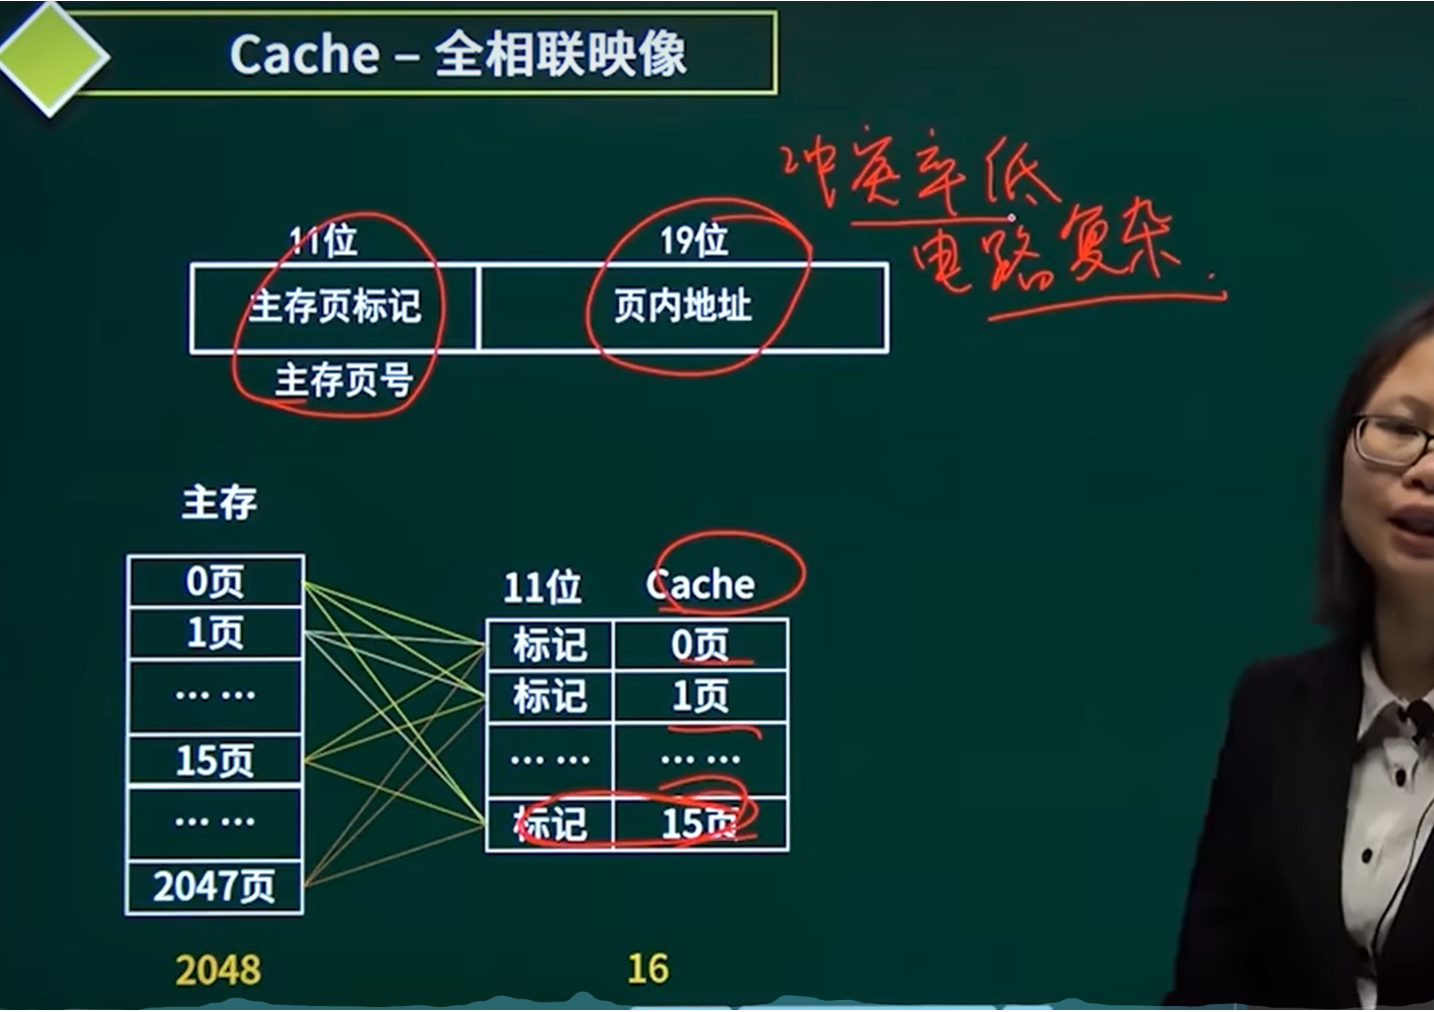 Cache – 全相联映像
冲突率低
电路复杂
11位
19位
主存页标记
页内地址
主存页号
主存
11位
Cache
0页
1页
… …
15页
… …
2047页
标记
0页
标记
1页
… …
… …
标记
15页
2048
16